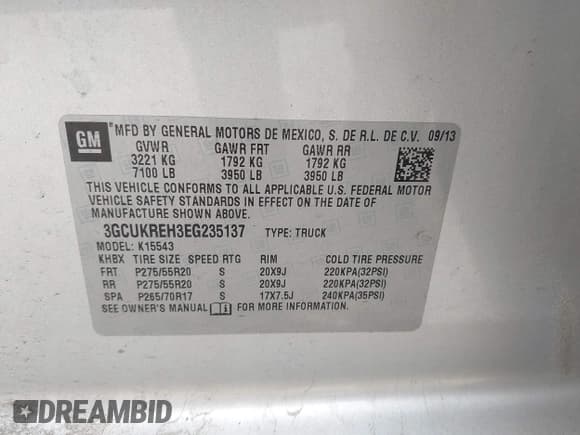 GM
MFD BY GENERAL MOTORS DE MEXICO, S. DE R.L. DE C.V. 09/13
GVWR GAWR FRT GAWR RR
3221 KG 1792 KG 1792 KG
7100 LB 3950 LB 3950 LB
THIS VEHICLE CONFORMS TO ALL APPLICABLE U.S. FEDERAL MOTOR
VEHICLE SAFETY STANDARDS IN EFFECT ON THE DATE OF
MANUFACTURE SHOWN ABOVE.
3GCUKREH3EG235137 TYPE: TRUCK
MODEL: K15543
KHBX TIRE SIZE SPEED RTG RIM COLD TIRE PRESSURE
FRT P275/55R20 S 20X9J 220KPA(32PSI)
RR P275/55R20 S 20X9J 220KPA(32PSI)
SPA P265/70R17 S 17X7.5J 240KPA(35PSI)
SEE OWNER'S MANUAL FOR MORE INFORMATION.
DREAMBID